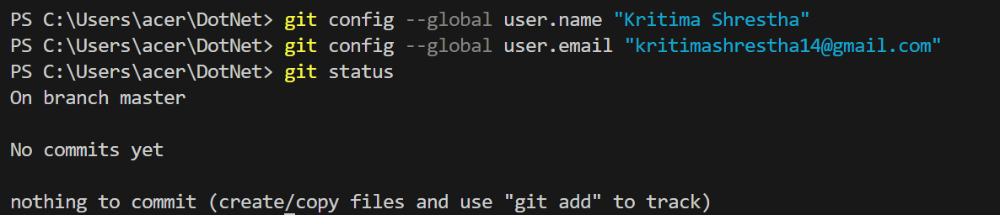 PS C:\Users\acer\DotNet> git config --global user.name "Kritima Shrestha"
PS C:\Users\acer\DotNet> git config --global user.email "kritimashrestha14@gmail.com"
PS C:\Users\acer\DotNet> git status
On branch master
No commits yet
nothing to commit (create/copy files and use "git add" to track)